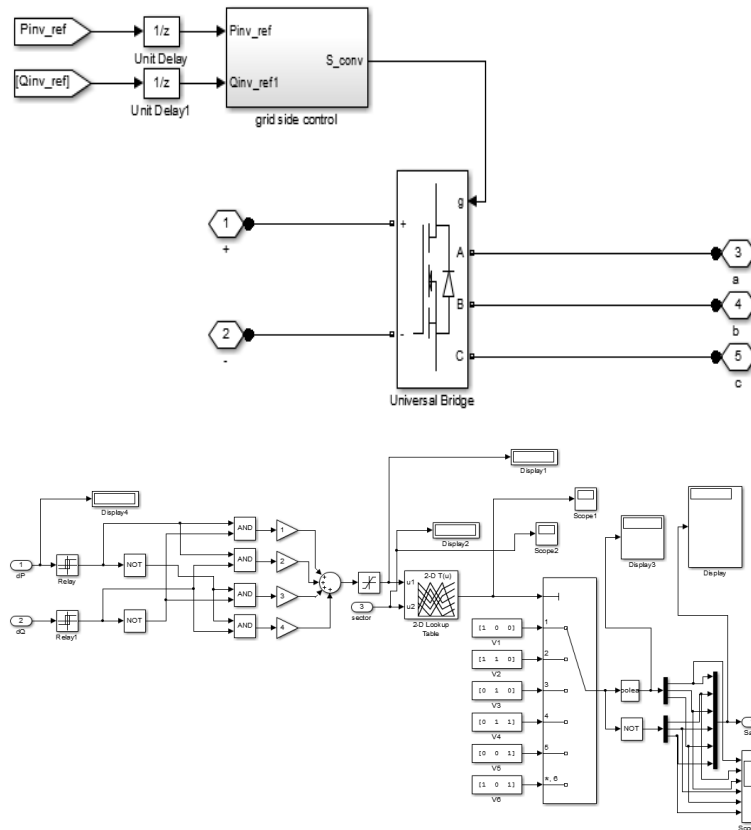 Pinv_ref
1/z
Unit Delay
Pinv_ref
S_conv
[Qinv_ref]
1/z
Unit Delay1
Qinv_ref1
grid side control
g
1
+
+
A
3
a
B
4
b
2
-
-
C
5
c
Universal Bridge
Display4
Display1
Scope1
Display2
Scope2
Display3
Display
AND
1
1
dP
Relay
NOT
AND
2
AND
3
2
dQ
Relay1
NOT
AND
4
+
+
+
+
3
sector
u1
u2
2-D T(u)
2-D Lookup
Table
[1 0 0]
V1
1
[1 1 0]
V2
2
[0 1 0]
V3
3
[0 1 1]
V4
4
[0 0 1]
V5
5
[1 0 1]
V6
*, 6
oolea
NOT